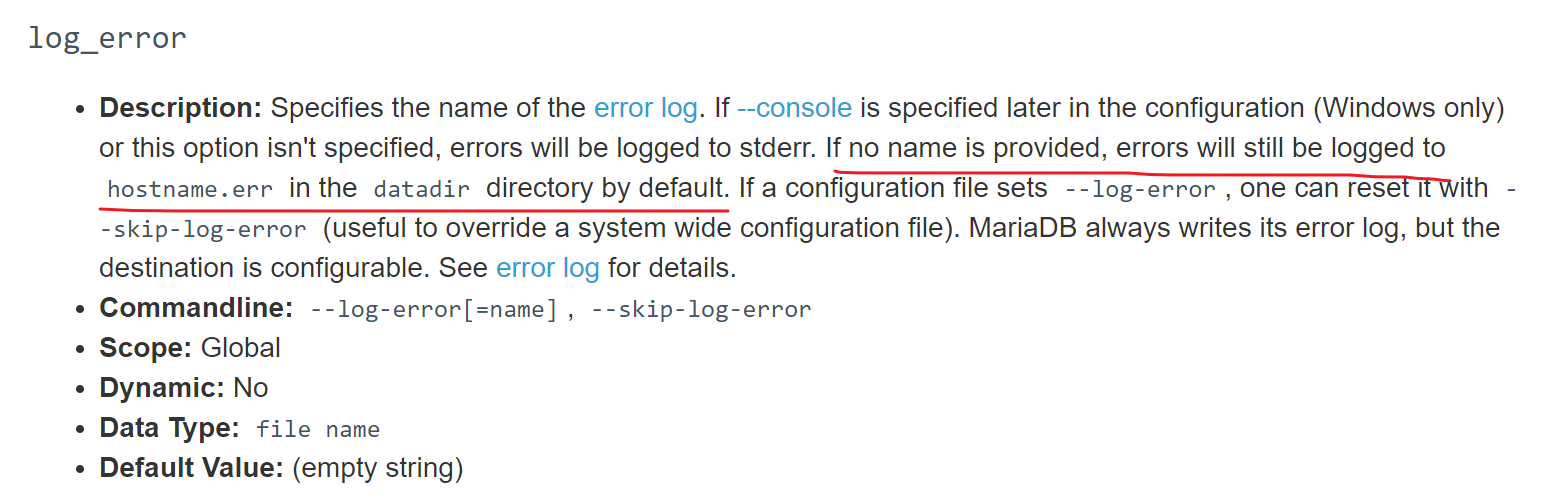 log_error
Description: Specifies the name of the error log. If --console is specified later in the configuration (Windows only)
or this option isn't specified, errors will be logged to stderr. If no name is provided, errors will still be logged to
hostname.err in the datadir directory by default. If a configuration file sets --log-error , one can reset it with -
-skip-log-error (useful to override a system wide configuration file). MariaDB always writes its error log, but the
destination is configurable. See error log for details.
Commandline: --log-error[=name] , --skip-log-error
Scope: Global
Dynamic: No
Data Type: file name
Default Value: (empty string)